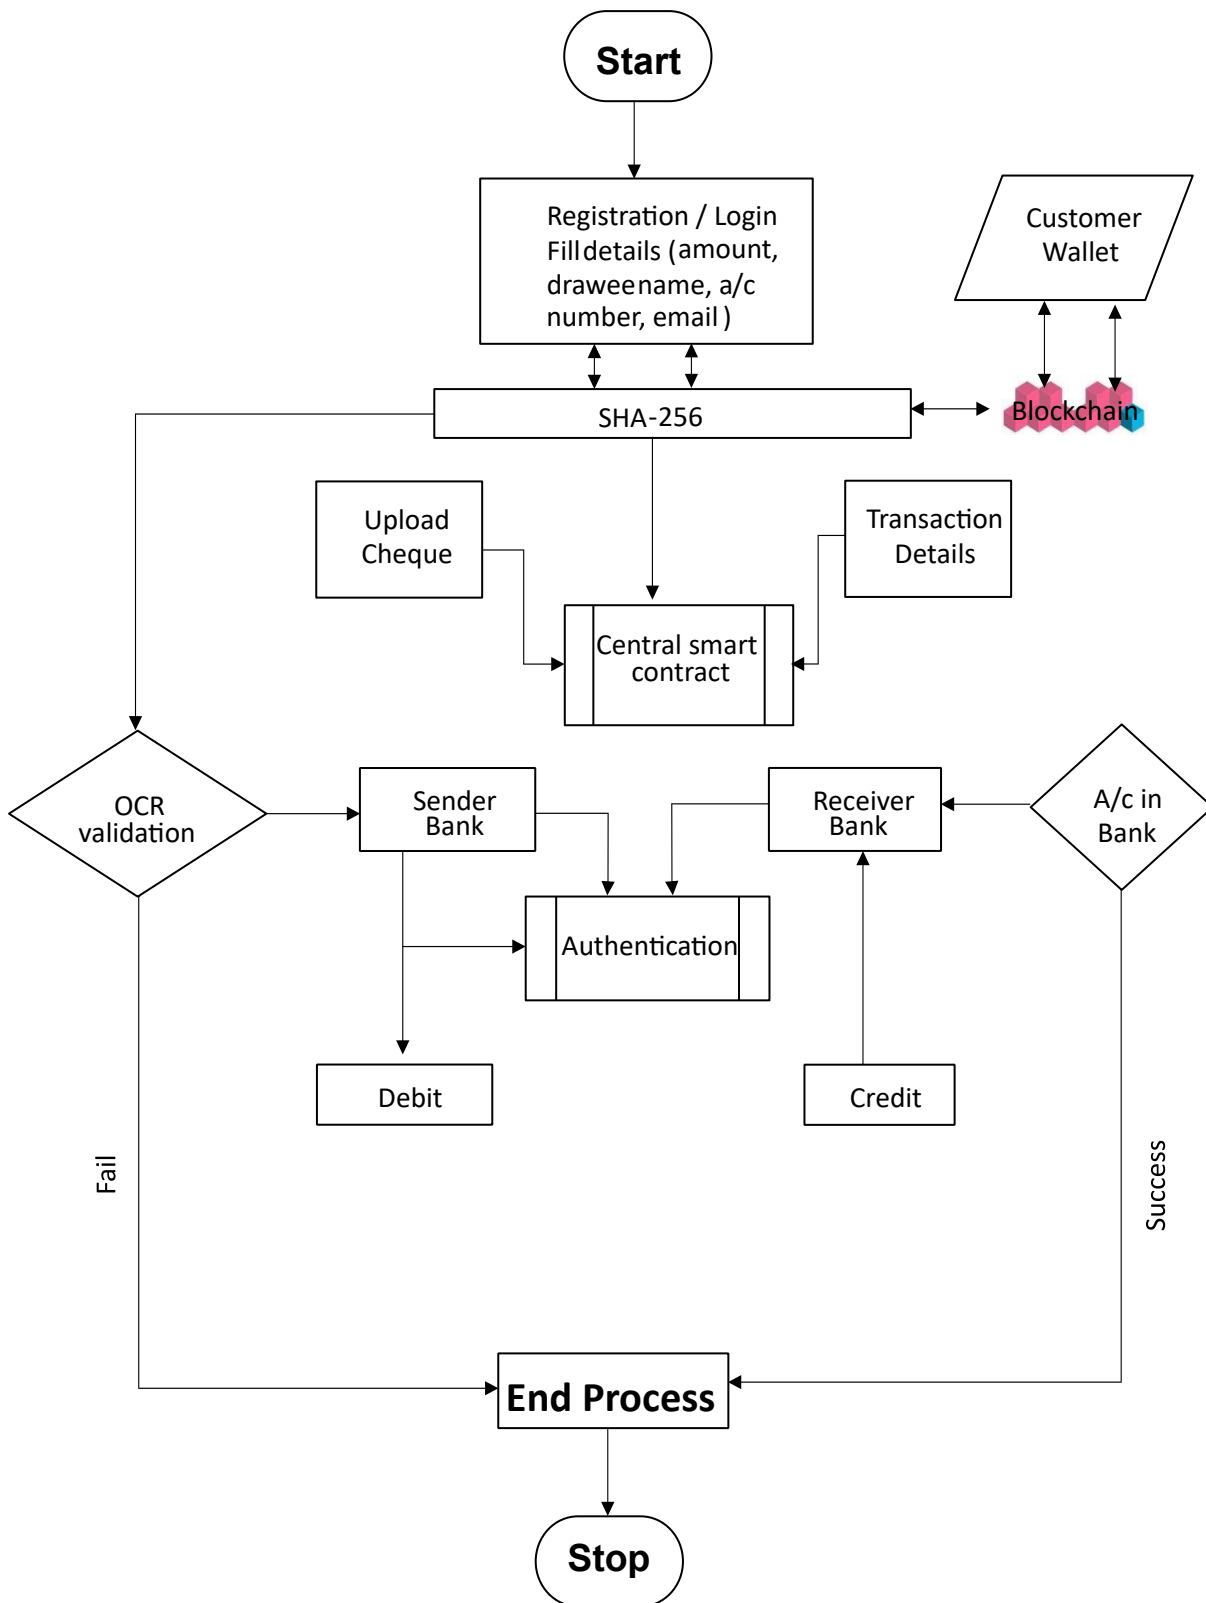 Start
Registration / Login
Fill details (amount,
drawee name, a/c
number, email )
Customer
Wallet
SHA-256
Blockchain
Upload
Cheque
Transaction
Details
Central smart
contract
OCR
validation
Sender
Bank
Receiver
Bank
A/c in
Bank
Authentication
Debit
Credit
Fail
Success
End Process
Stop